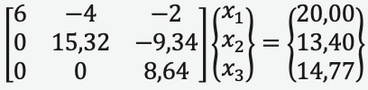 [6 −4 −2] {x₁} = {20,00}
[0 15,32 −9,34] {x₂} = {13,40}
[0 0 8,64] {x₃} = {14,77}